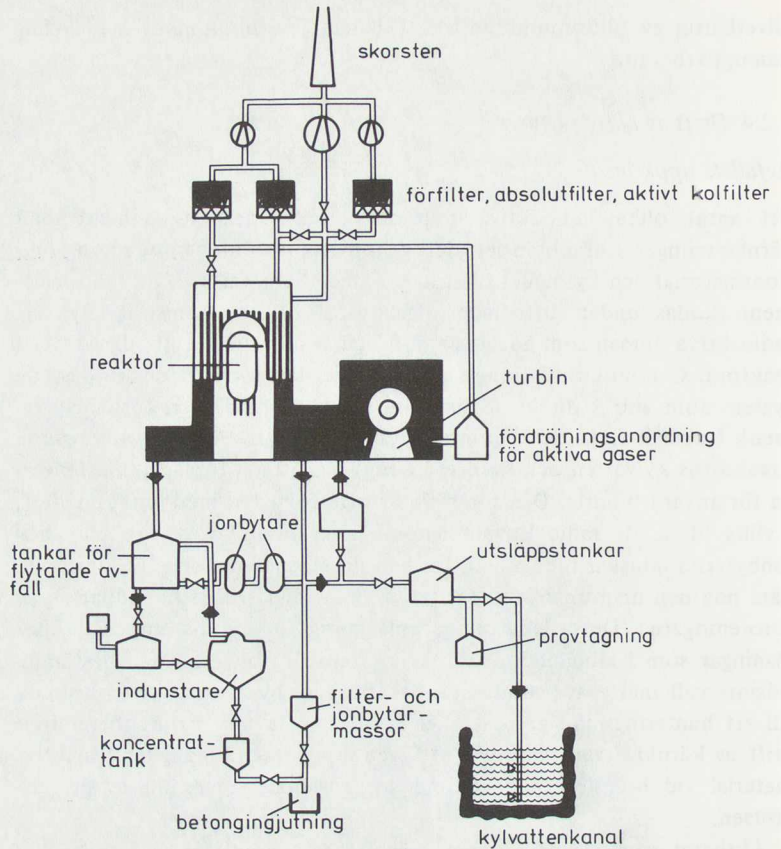 skorsten
förfilter, absolutfilter, aktivt kolfilter
reaktor
turbin
fördröjningsanordning
för aktiva gaser
jonbytare
tankar för
flytande av-
fall
utsläppstankar
provtagning
indunstare
filter- och
jonbytar-
massor
koncentrat-
tank
betongingjutning
kylvattenkanal